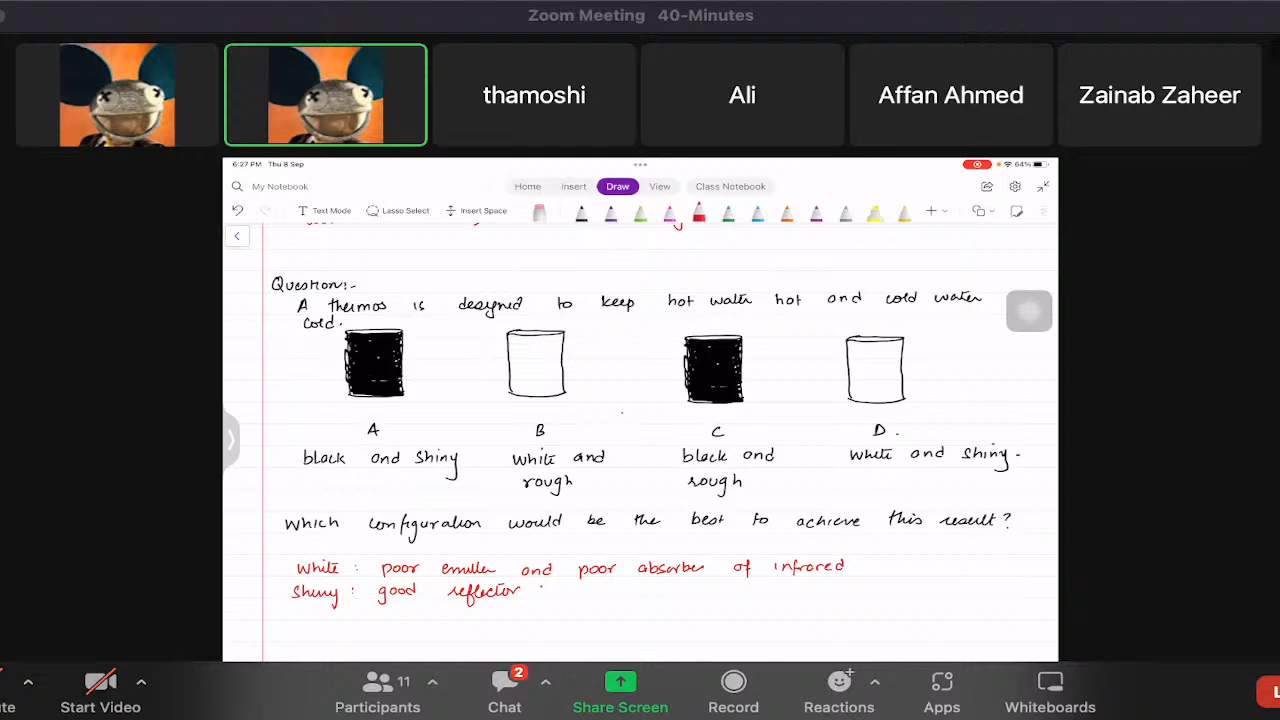 Zoom Meeting 40-Minutes
thamoshi
Ali
Affan Ahmed
Zainab Zaheer
6:27 PM Thu 8 Sep
64%
My Notebook
Home Insert Draw View Class Notebook
Text Mode Lasso Select Insert Space
Question:-
A thermos is designed to keep hot water hot and cold water
cold.
A B C D.
black and shiny white and black and white and shiny.
rough rough
Which configuration would be the best to achieve this result?
White: poor emitter and poor absorber of infrared
Shiny: good reflector
11
2
Start Video Participants Chat Share Screen Record Reactions Apps Whiteboards